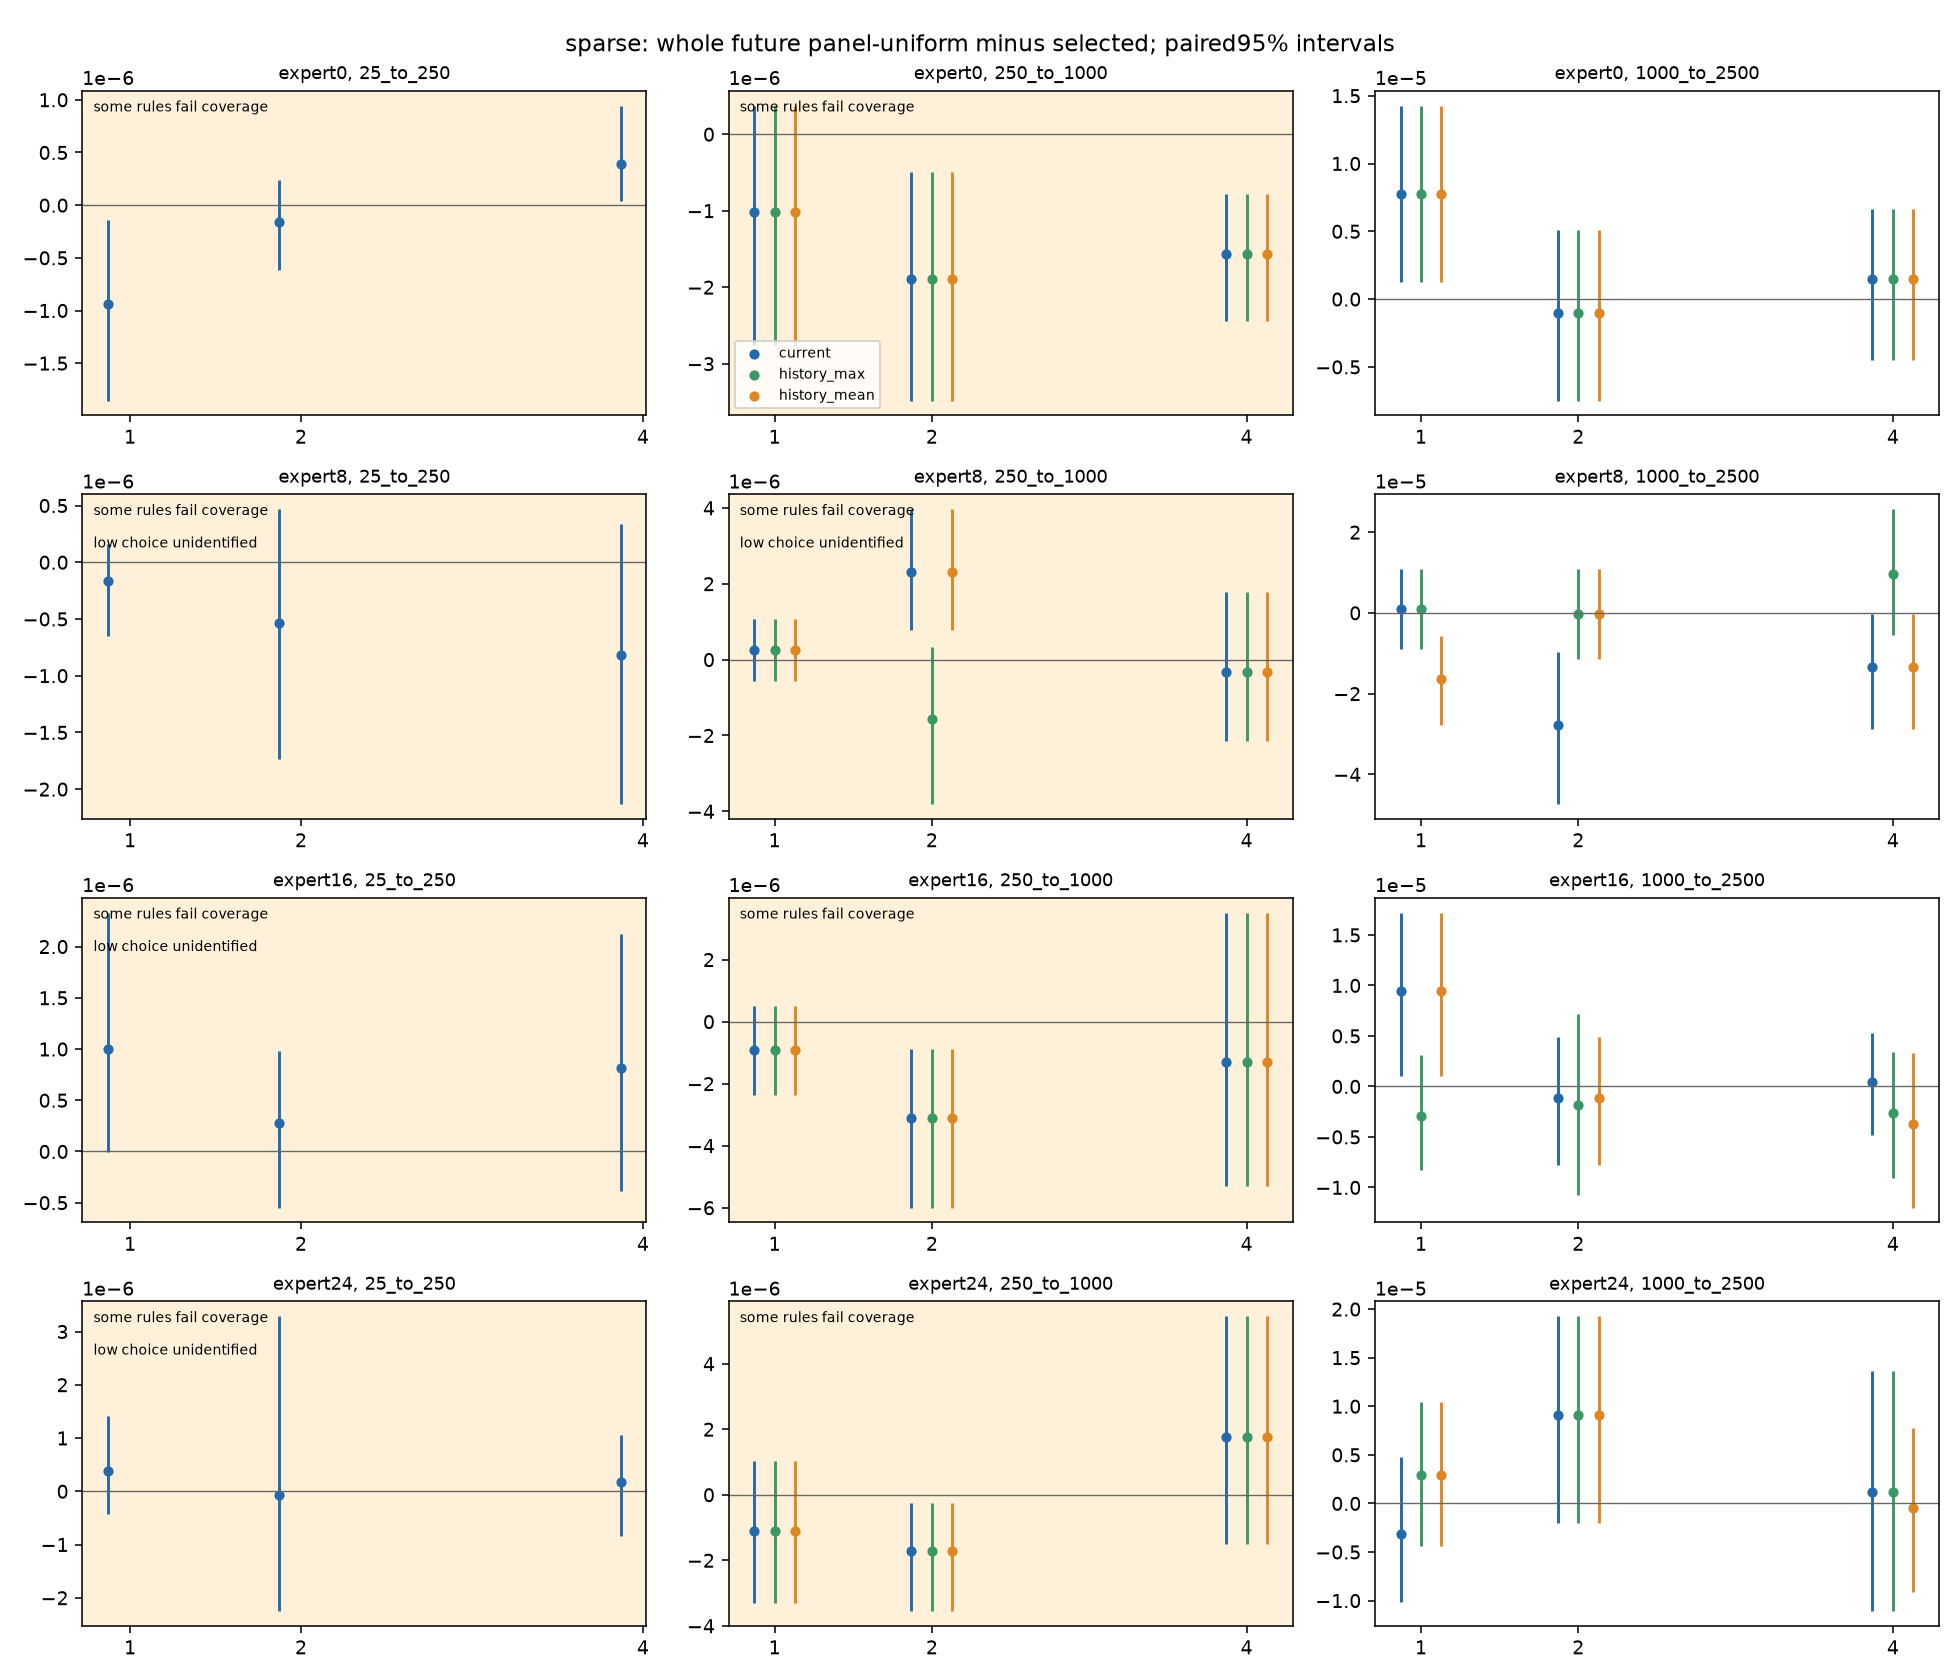 sparse: whole future panel-uniform minus selected; paired95% intervals
expert0, 25_to_250
1e−6
some rules fail coverage
1.0
0.5
0.0
−0.5
−1.0
−1.5
1 2 4
expert0, 250_to_1000
1e−6
some rules fail coverage
0
−1
−2
−3
current
history_max
history_mean
1 2 4
expert0, 1000_to_2500
1e−5
1.5
1.0
0.5
0.0
−0.5
1 2 4
expert8, 25_to_250
1e−6
some rules fail coverage
low choice unidentified
0.5
0.0
−0.5
−1.0
−1.5
−2.0
1 2 4
expert8, 250_to_1000
1e−6
some rules fail coverage
low choice unidentified
4
2
0
−2
−4
1 2 4
expert8, 1000_to_2500
1e−5
2
0
−2
−4
1 2 4
expert16, 25_to_250
1e−6
some rules fail coverage
low choice unidentified
2.0
1.5
1.0
0.5
0.0
−0.5
1 2 4
expert16, 250_to_1000
1e−6
some rules fail coverage
2
0
−2
−4
−6
1 2 4
expert16, 1000_to_2500
1e−5
1.5
1.0
0.5
0.0
−0.5
−1.0
1 2 4
expert24, 25_to_250
1e−6
some rules fail coverage
low choice unidentified
3
2
1
0
−1
−2
1 2 4
expert24, 250_to_1000
1e−6
some rules fail coverage
4
2
0
−2
−4
1 2 4
expert24, 1000_to_2500
1e−5
2.0
1.5
1.0
0.5
0.0
−0.5
−1.0
1 2 4